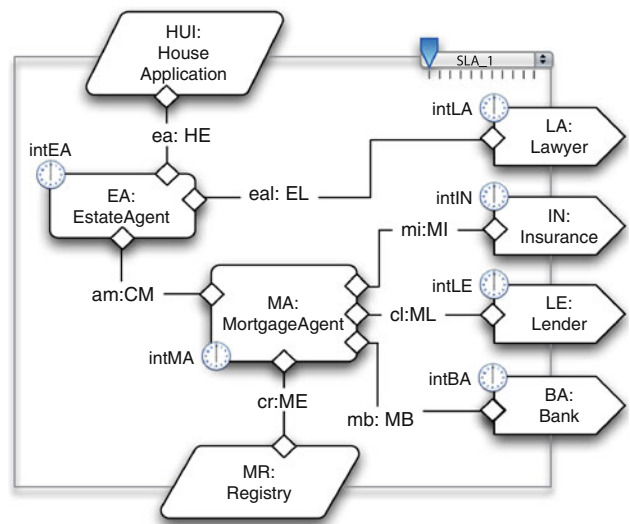 HUI:
House
Application
SLA_1
intLA
LA:
Lawyer
ea: HE
intEA
EA:
EstateAgent
eal: EL
intIN
IN:
Insurance
mi:MI
am:CM
MA:
MortgageAgent
intLE
LE:
Lender
cl:ML
intMA
intBA
BA:
Bank
cr:ME
mb: MB
MR:
Registry